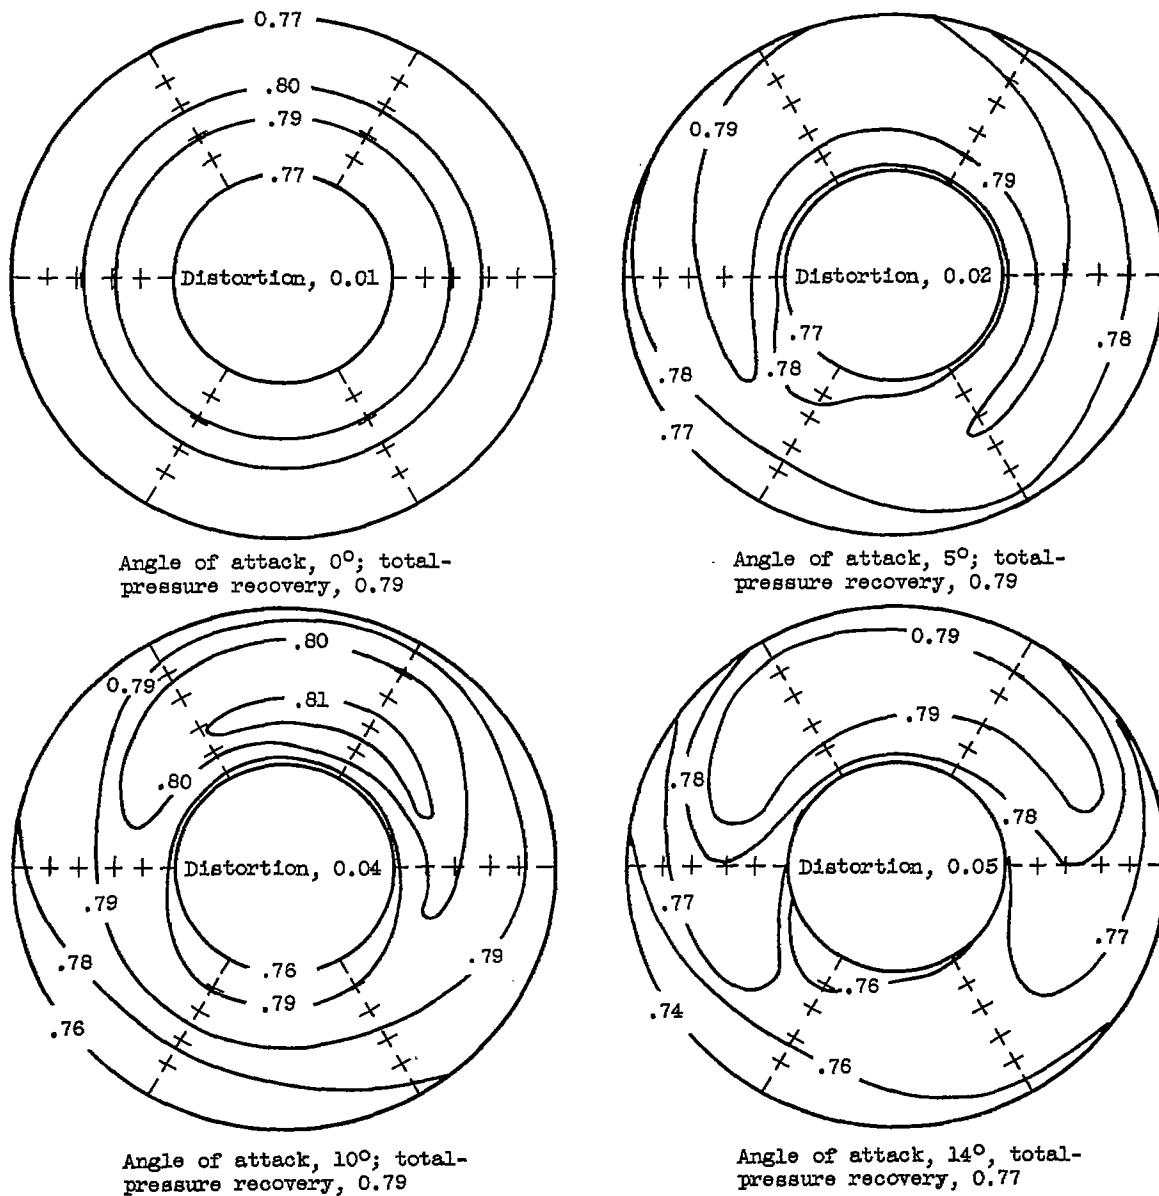 0.77
.80
.79
.77
Distortion, 0.01
Angle of attack, 0°; total-
pressure recovery, 0.79
0.79
.79
Distortion, 0.02
.77
.78
.78
.78
.77
Angle of attack, 5°; total-
pressure recovery, 0.79
.80
0.79
.81
.80
Distortion, 0.04
.79
.79
.78
.76
.79
.76
Angle of attack, 10°; total-
pressure recovery, 0.79
0.79
.79
.78
.78
Distortion, 0.05
.77
.77
.76
.74
.76
Angle of attack, 14°, total-
pressure recovery, 0.77